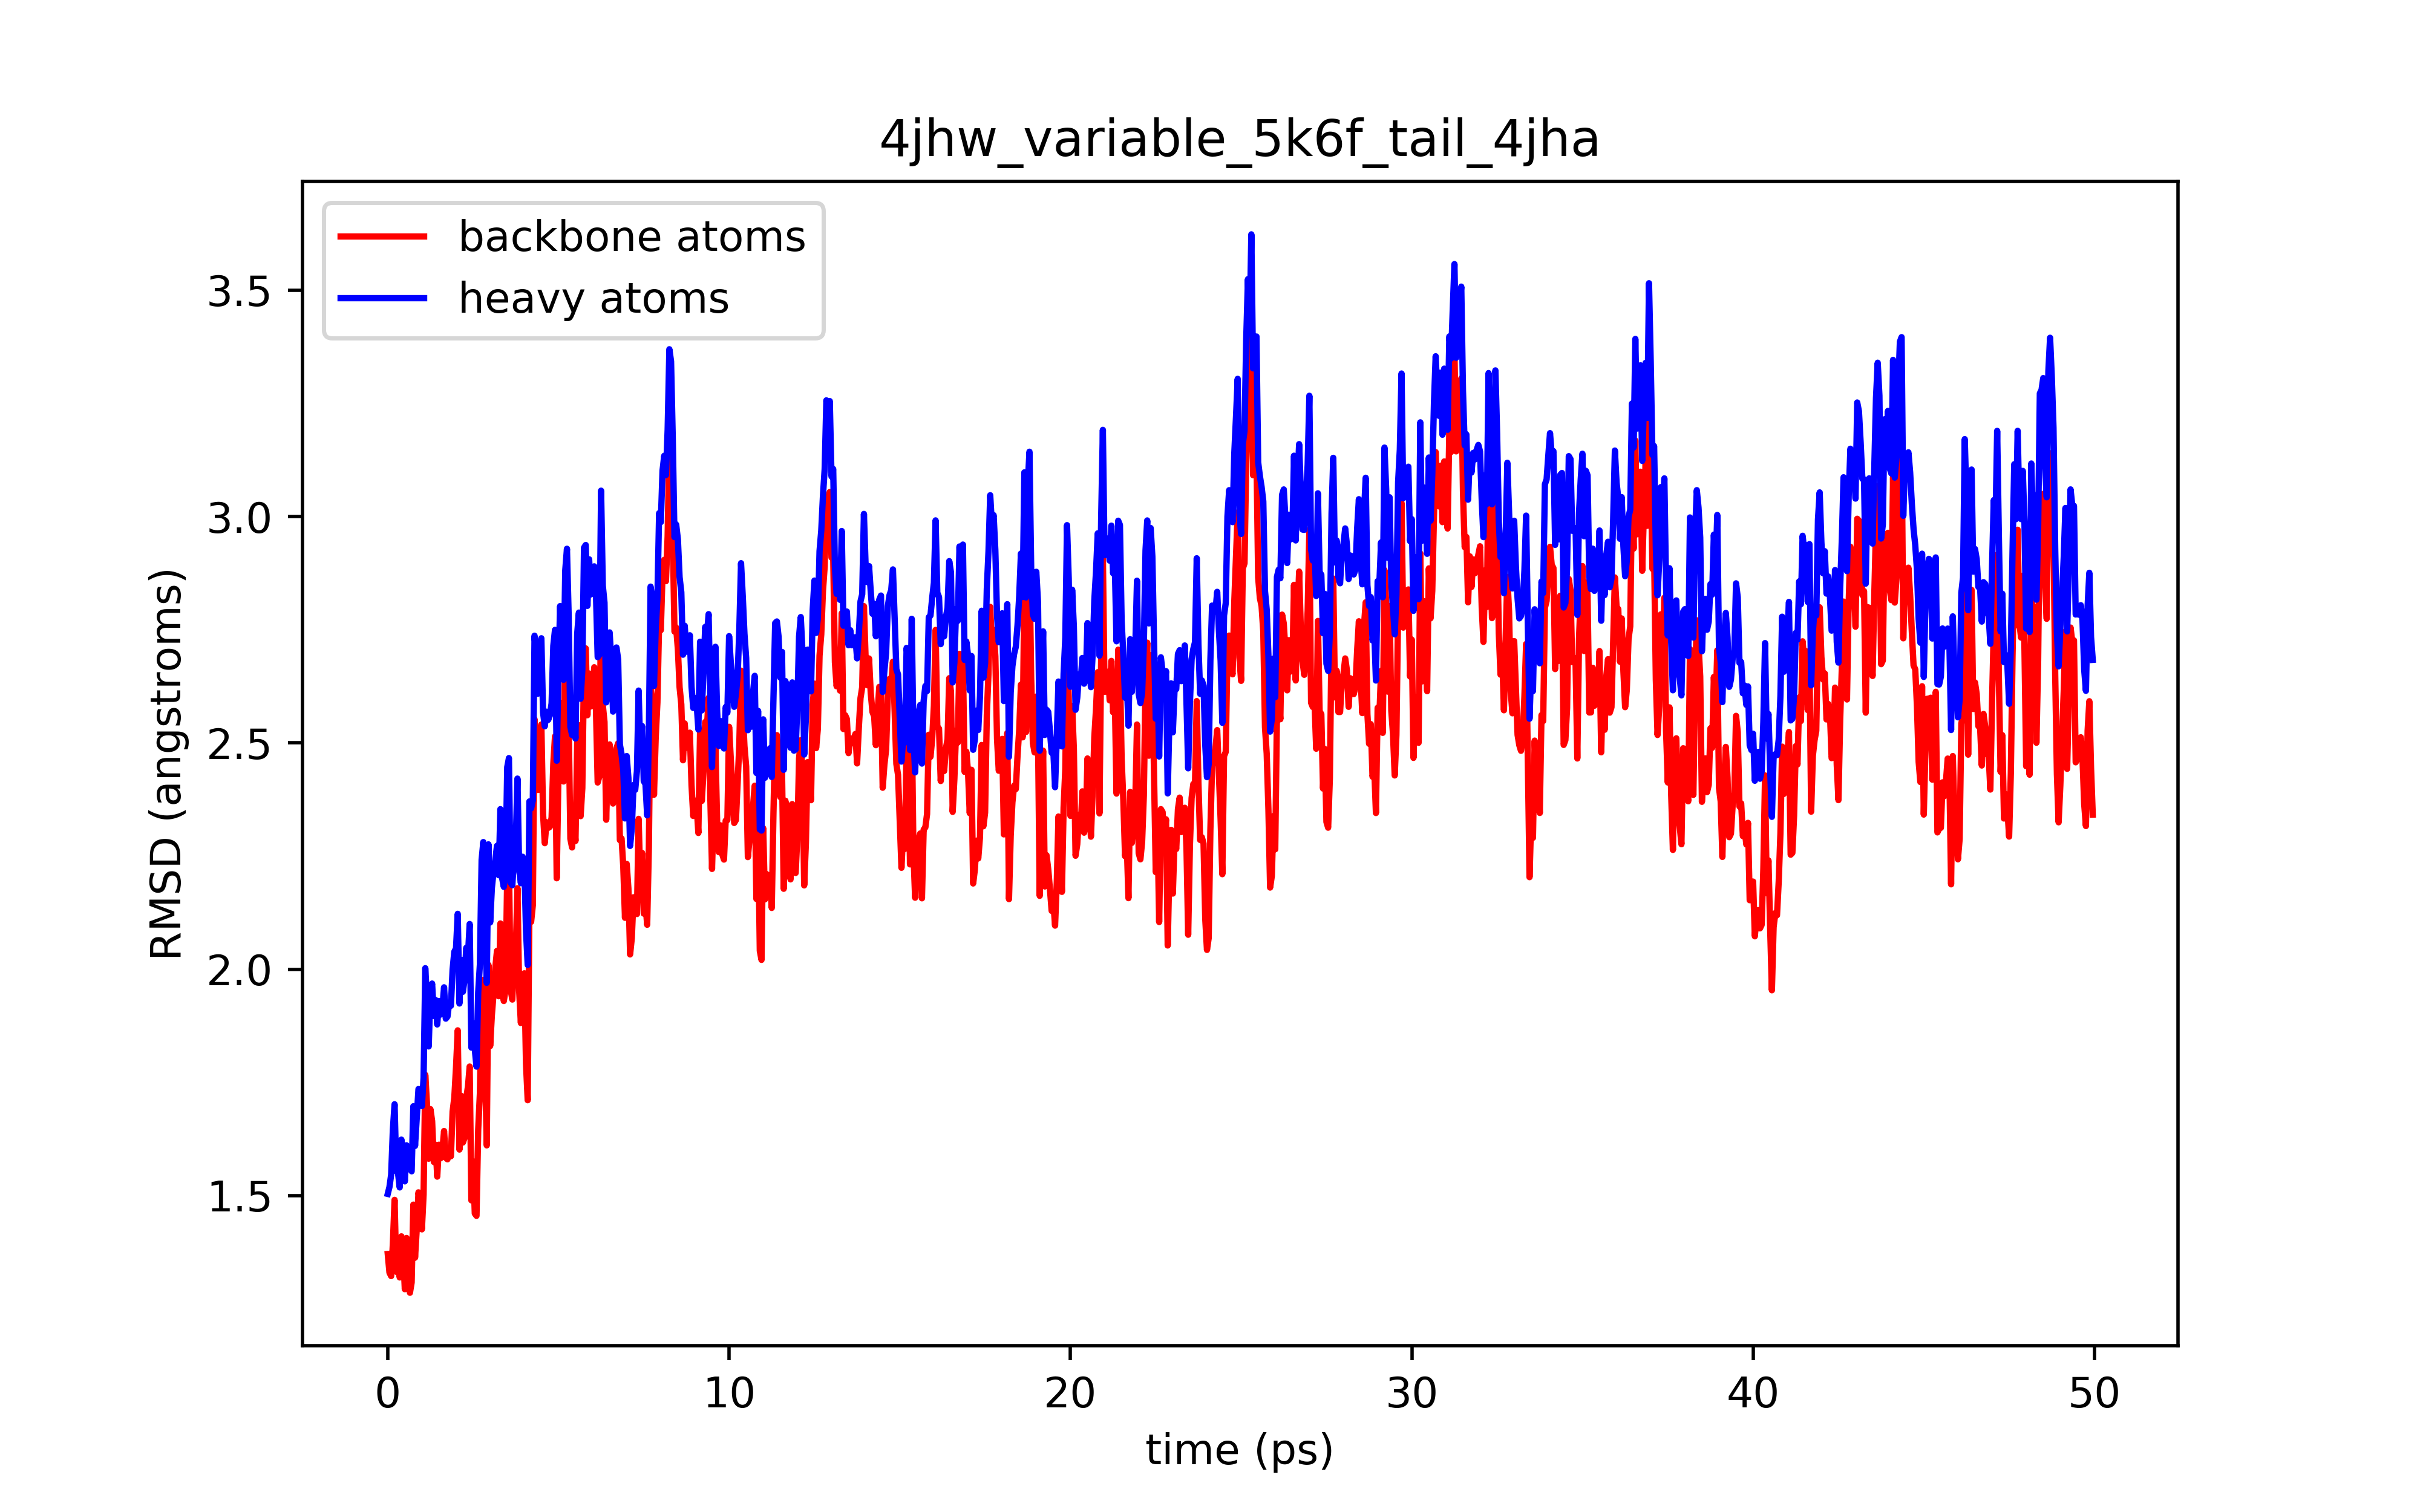 4jhw_variable_5k6f_tail_4jha
backbone atoms
heavy atoms
RMSD (angstroms)
3.5
3.0
2.5
2.0
1.5
0 10 20 30 40 50
time (ps)